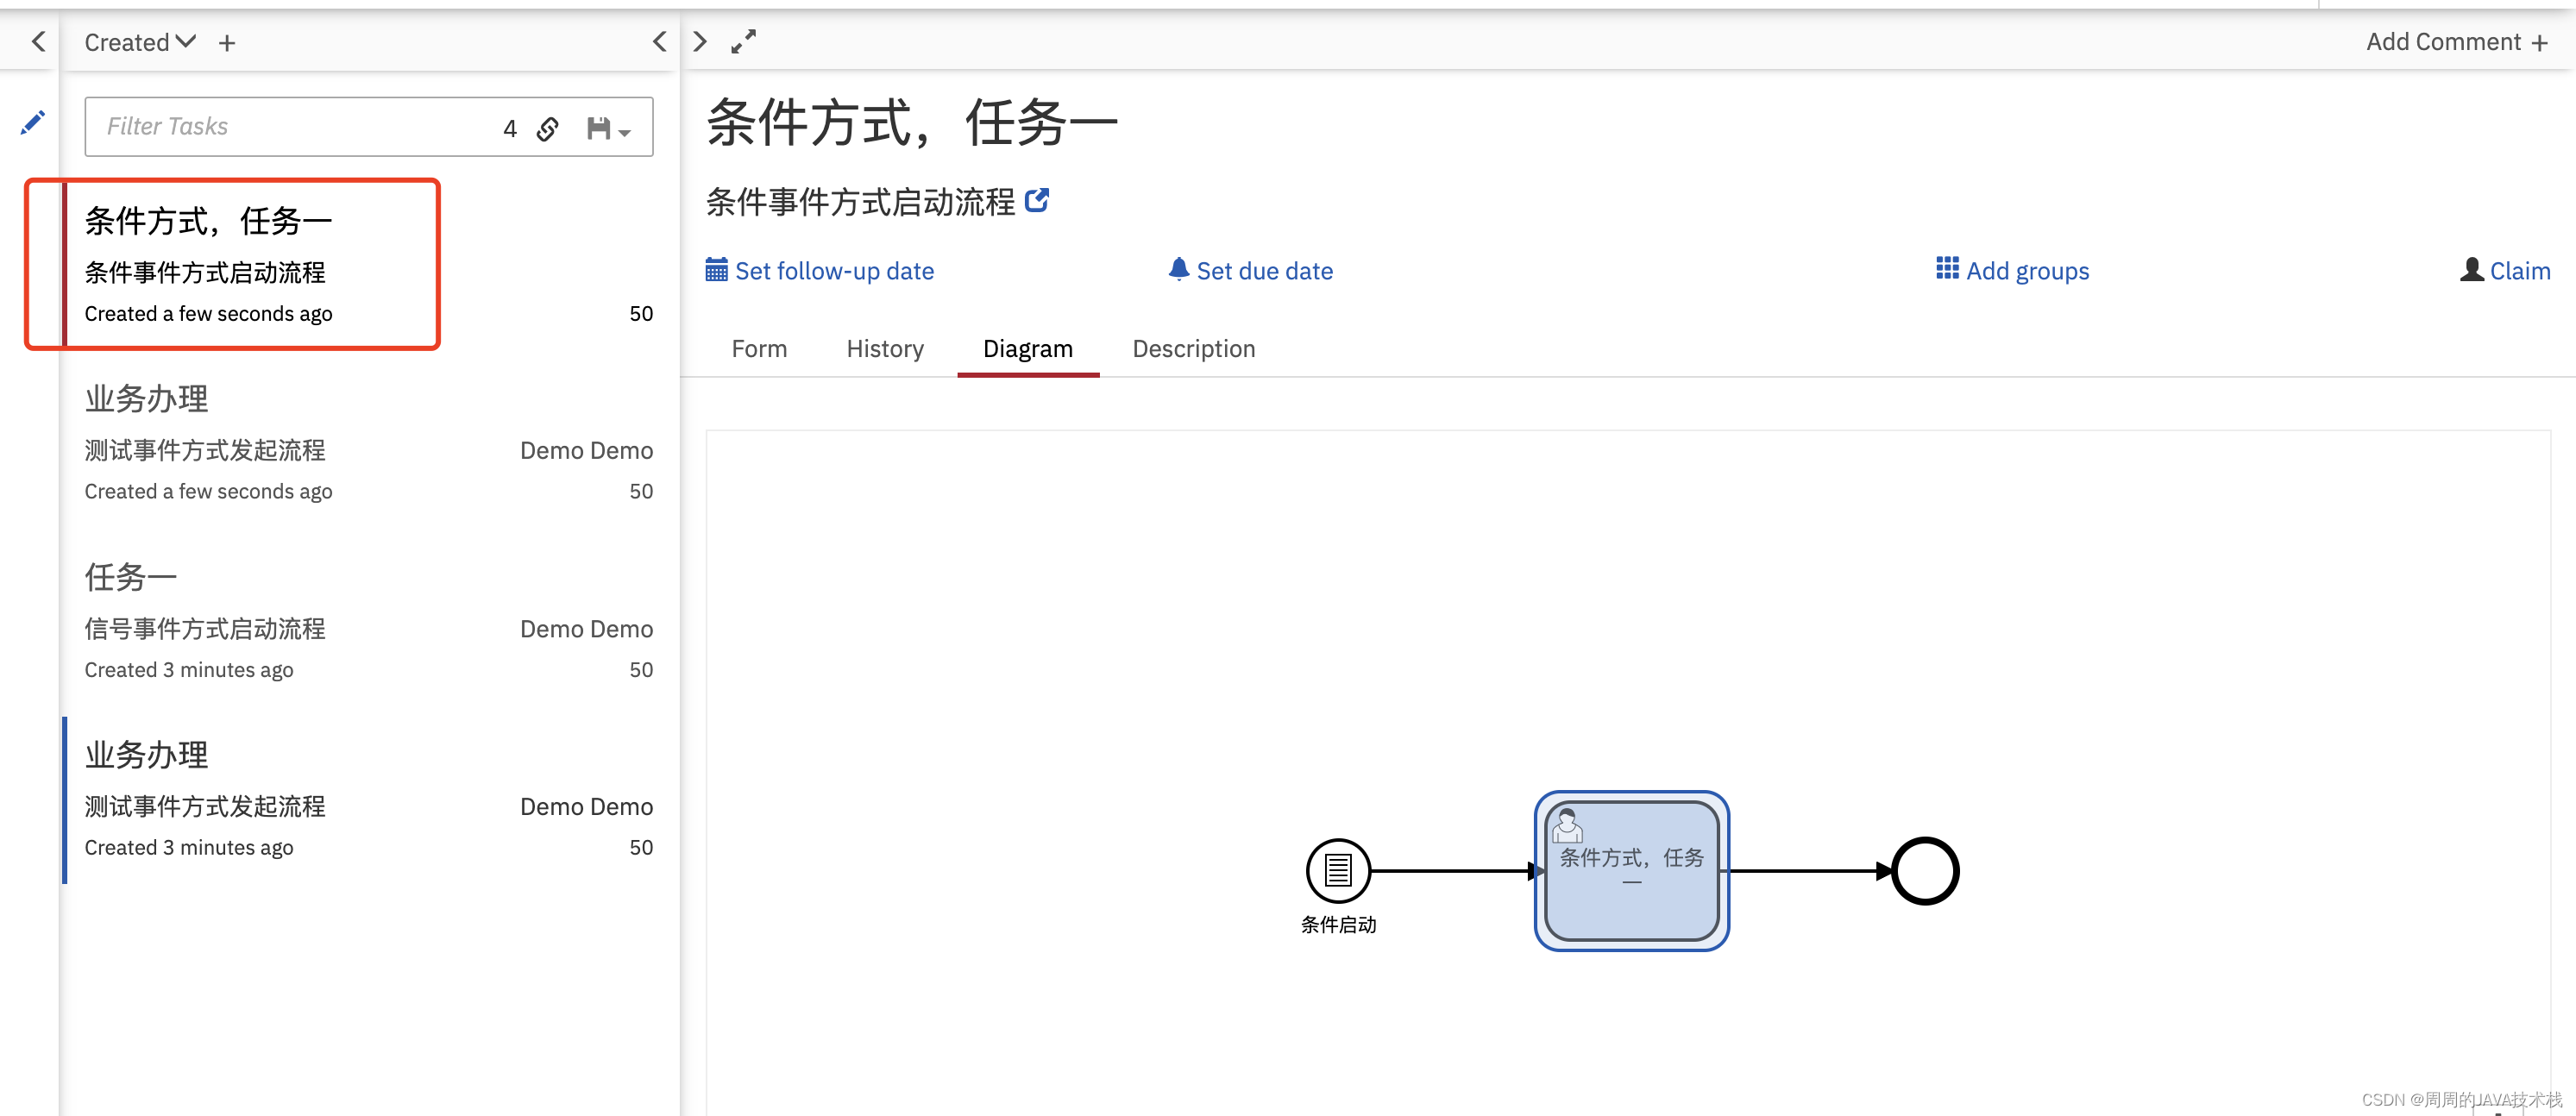 Created
Add Comment
Filter Tasks
4
条件方式，任务一
条件事件方式启动流程
Created a few seconds ago
50
业务办理
测试事件方式发起流程
Demo Demo
Created a few seconds ago
50
任务一
信号事件方式启动流程
Demo Demo
Created 3 minutes ago
50
业务办理
测试事件方式发起流程
Demo Demo
Created 3 minutes ago
50
条件方式，任务一
条件事件方式启动流程
Set follow-up date
Set due date
Add groups
Claim
Form
History
Diagram
Description
条件方式，任务
一
条件启动
CSDN @周周的JAVA技术栈